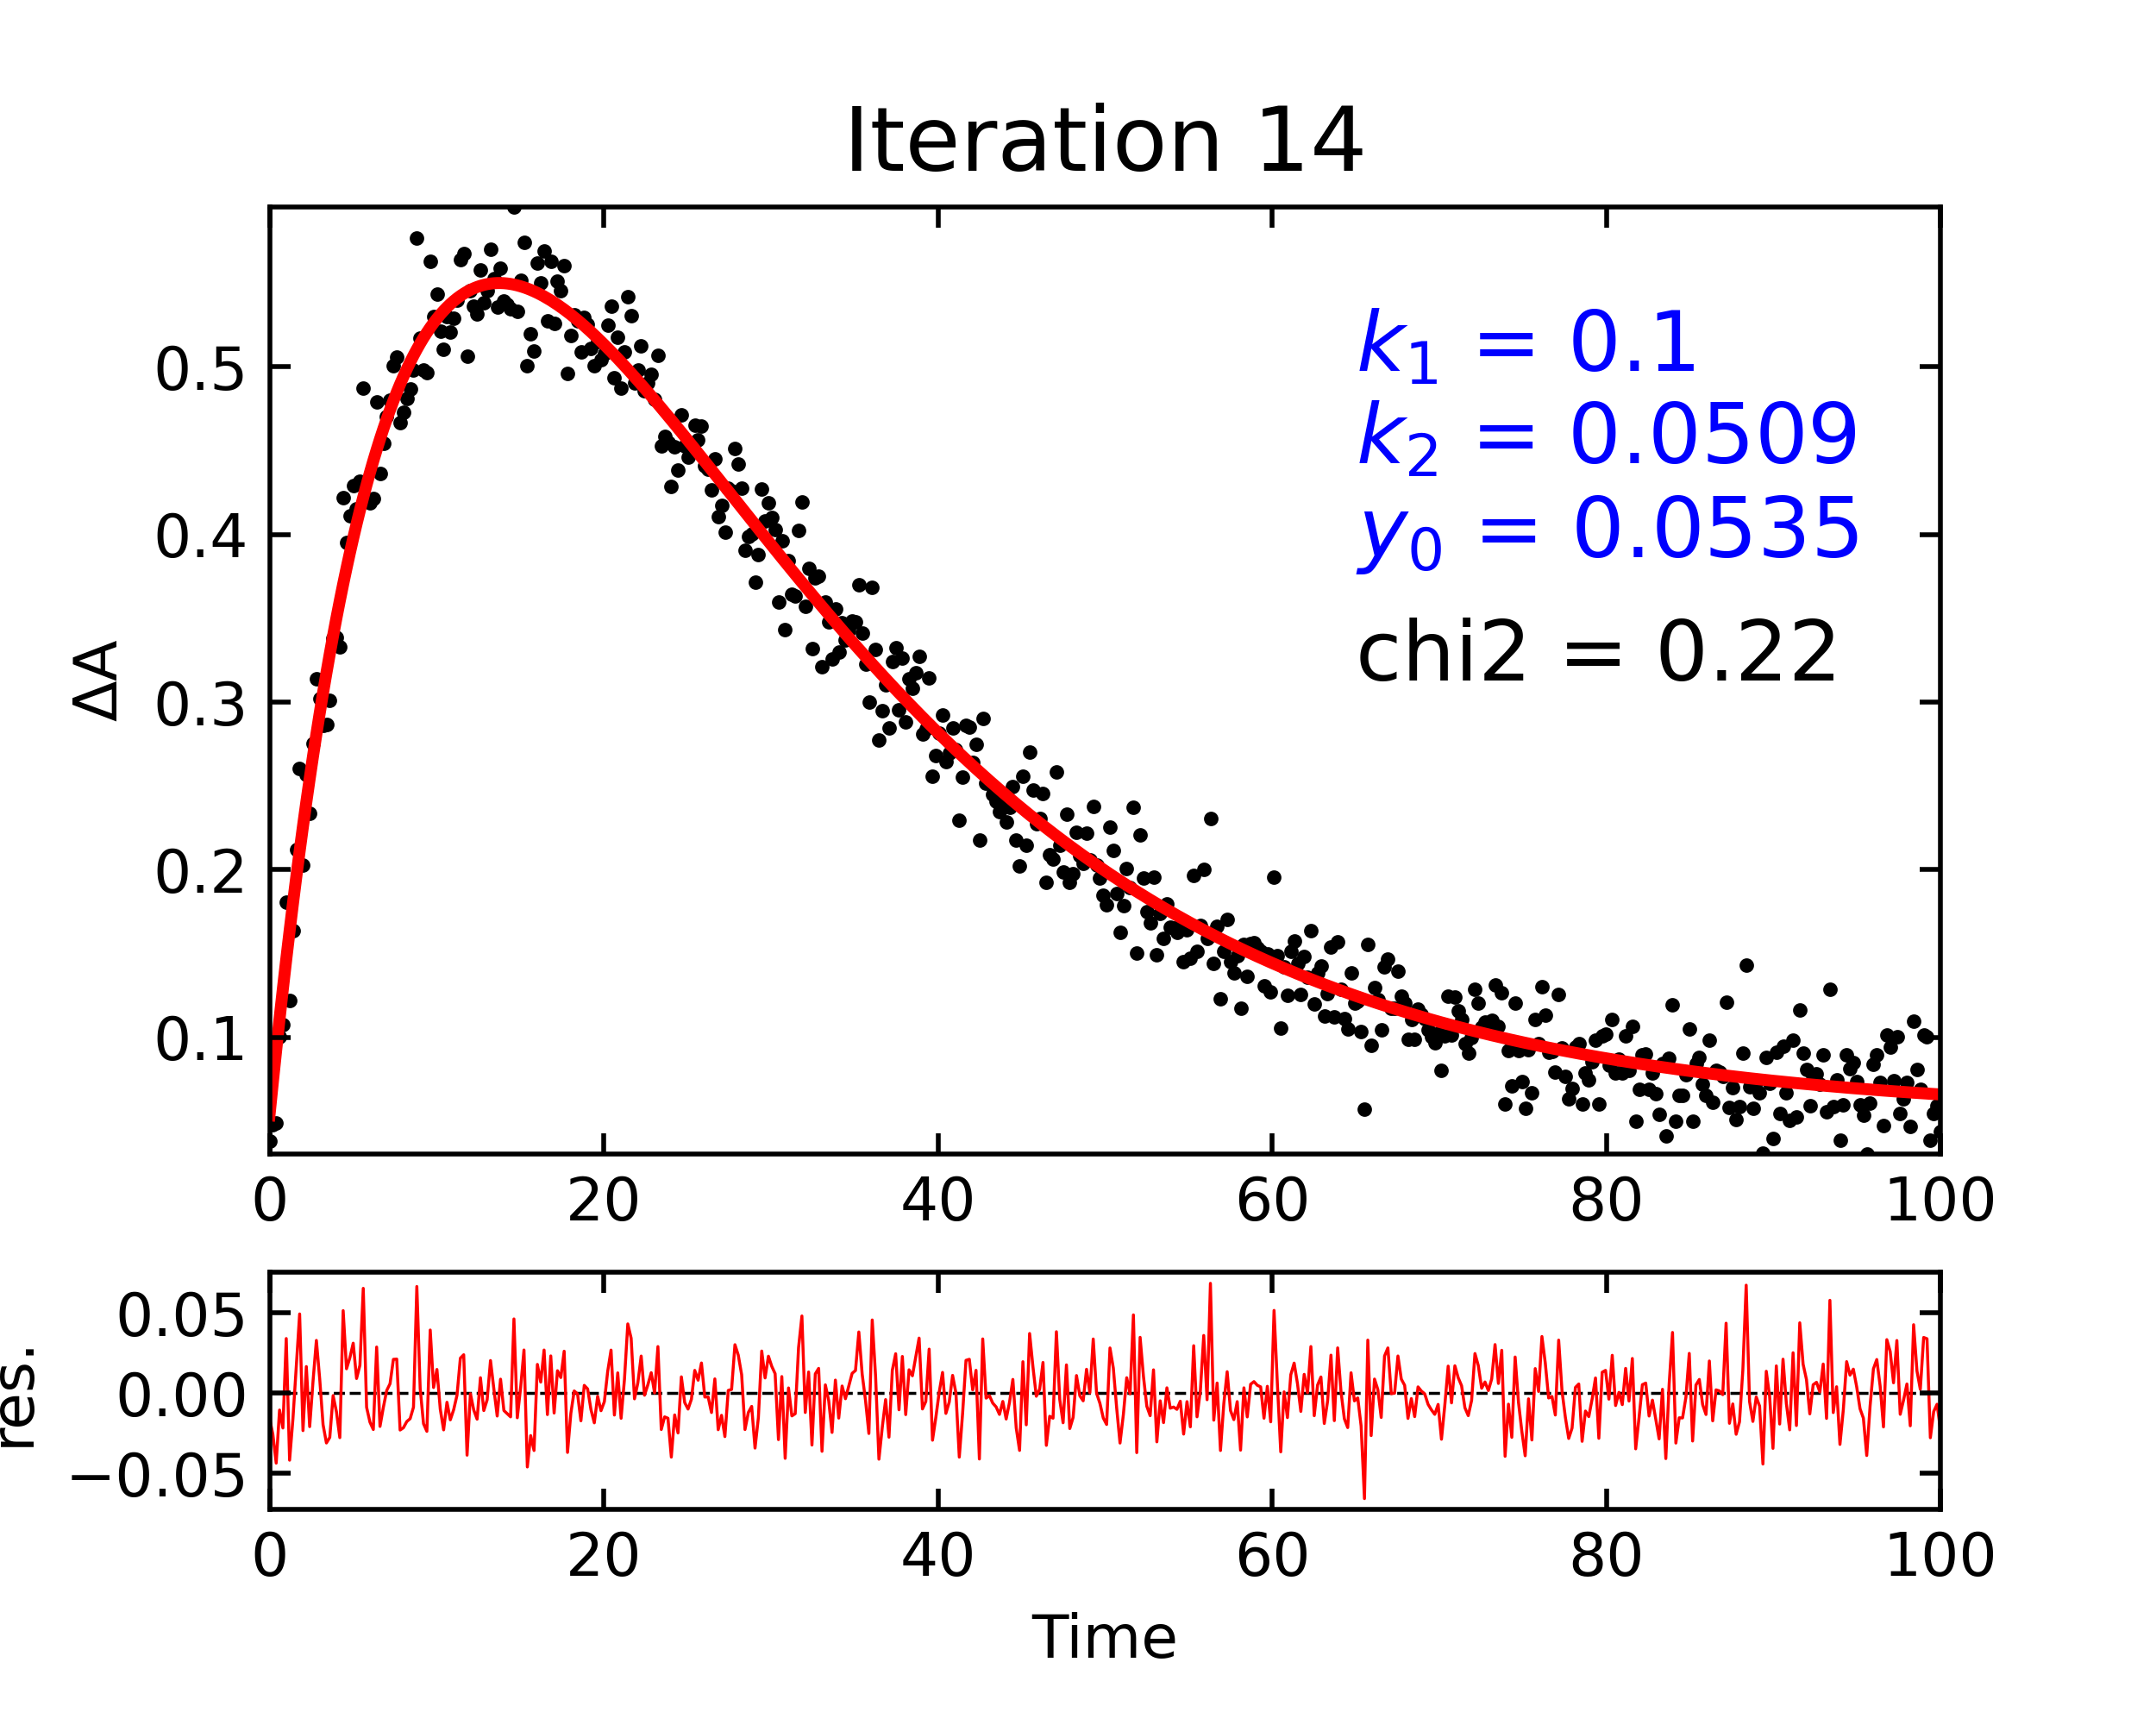 Iteration 14
0.5
0.4
0.3
0.2
0.1
ΔA
k₁ = 0.1
k₂ = 0.0509
y₀ = 0.0535
chi2 = 0.22
0 20 40 60 80 100
0.05
0.00
−0.05
res.
0 20 40 60 80 100
Time